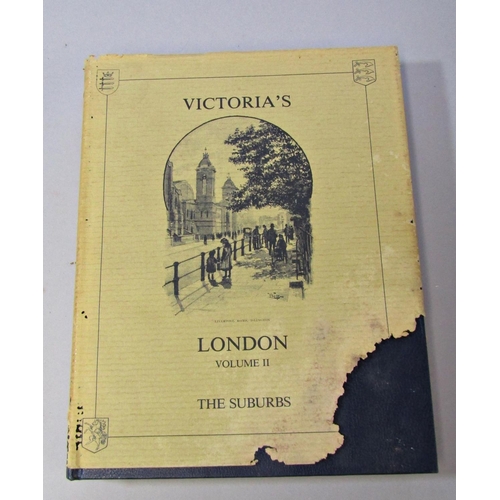 VICTORIA'S
LONDON
VOLUME II
THE SUBURBS